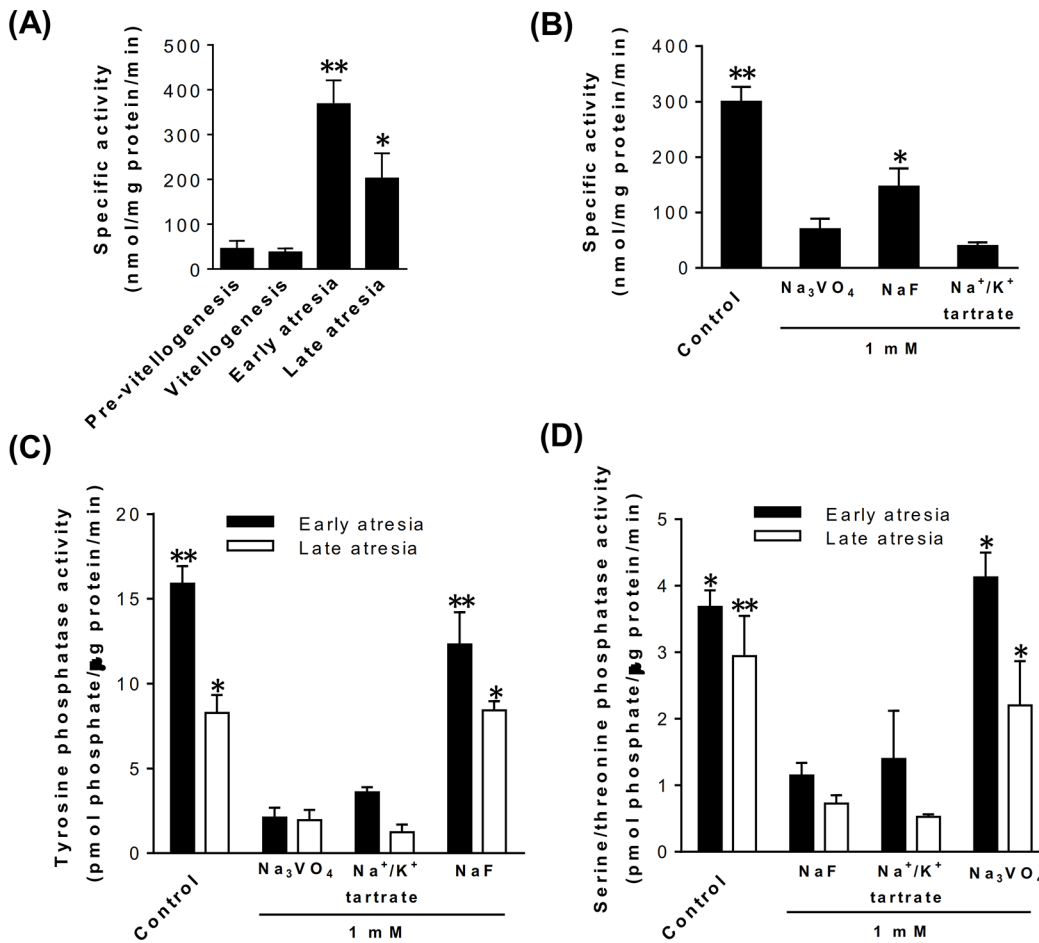 (A)
Specific activity
(nmol/mg protein/min)
500
400
300
200
100
0
**
*
Pre-vitellogenesis
Vitellogenesis
Early atresia
Late atresia
(B)
Specific activity
(nmol/mg protein/min)
400
300
200
100
0
**
*
Control
Na₃VO₄
NaF
Na⁺/K⁺
tartrate
1 mM
(C)
Tyrosine phosphatase activity
(pmol phosphate/µg protein/min)
20
15
10
5
0
Early atresia
Late atresia
**
*
**
*
Control
Na₃VO₄
Na⁺/K⁺
tartrate
NaF
1 mM
(D)
Serine/threonine phosphatase activity
(pmol phosphate/µg protein/min)
5
4
3
2
1
0
Early atresia
Late atresia
*
**
*
*
Control
NaF
Na⁺/K⁺
tartrate
Na₃VO₄
1 mM